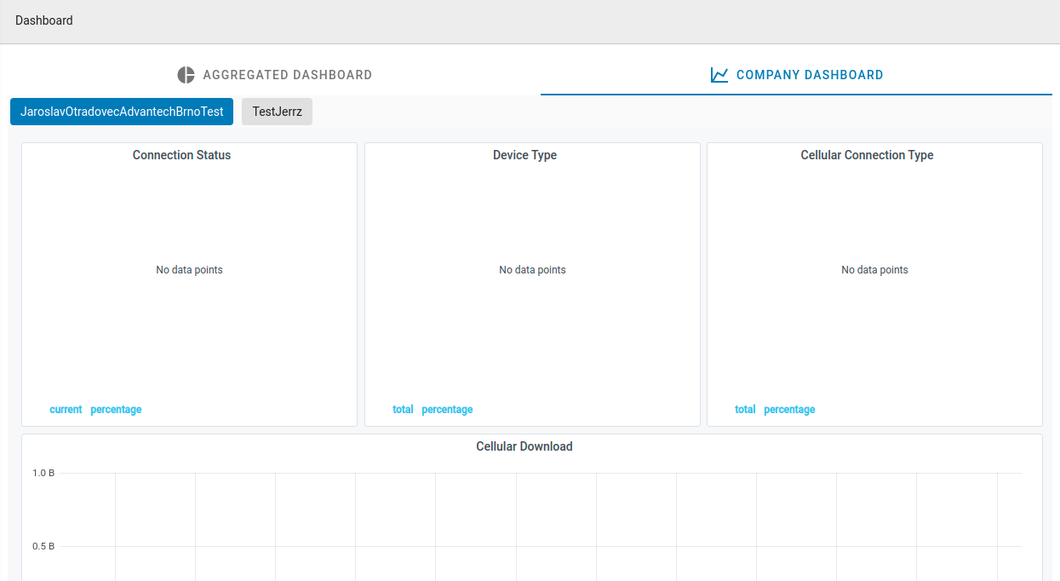 Dashboard
AGGREGATED DASHBOARD
COMPANY DASHBOARD
JaroslavOtradovecAdvantechBrnoTest
TestJerrz
Connection Status
No data points
current percentage
Device Type
No data points
total percentage
Cellular Connection Type
No data points
total percentage
Cellular Download
1.0 B
0.5 B